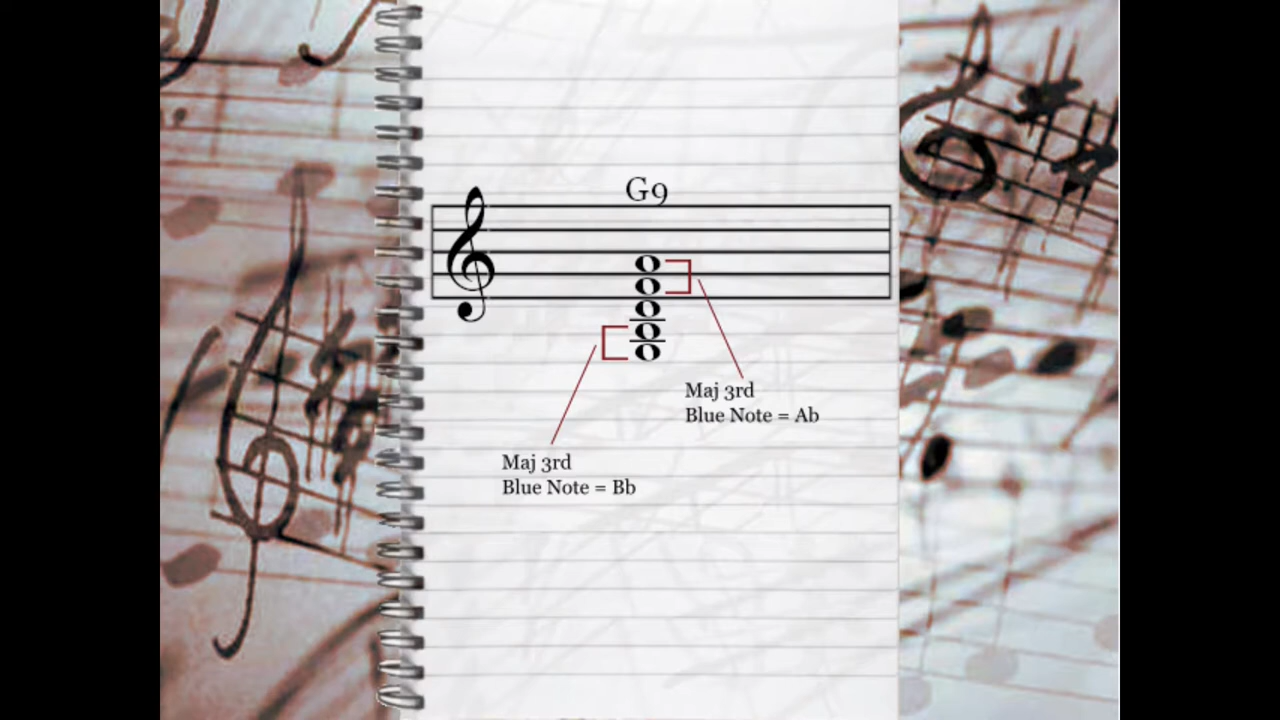 G9
Maj 3rd
Blue Note = Ab
Maj 3rd
Blue Note = Bb